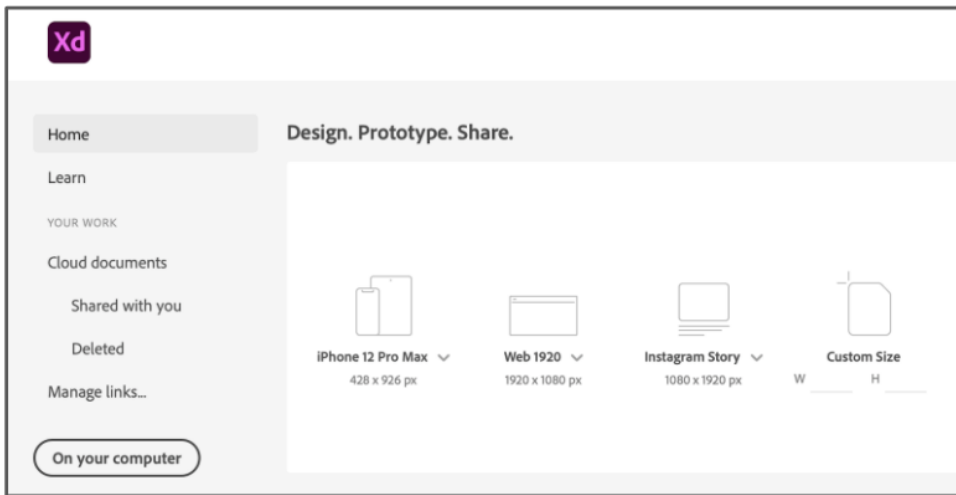 Xd
Home
Learn
YOUR WORK
Cloud documents
Shared with you
Deleted
Manage links...
On your computer
Design. Prototype. Share.
iPhone 12 Pro Max
428 x 926 px
Web 1920
1920 x 1080 px
Instagram Story
1080 x 1920 px
Custom Size
W H